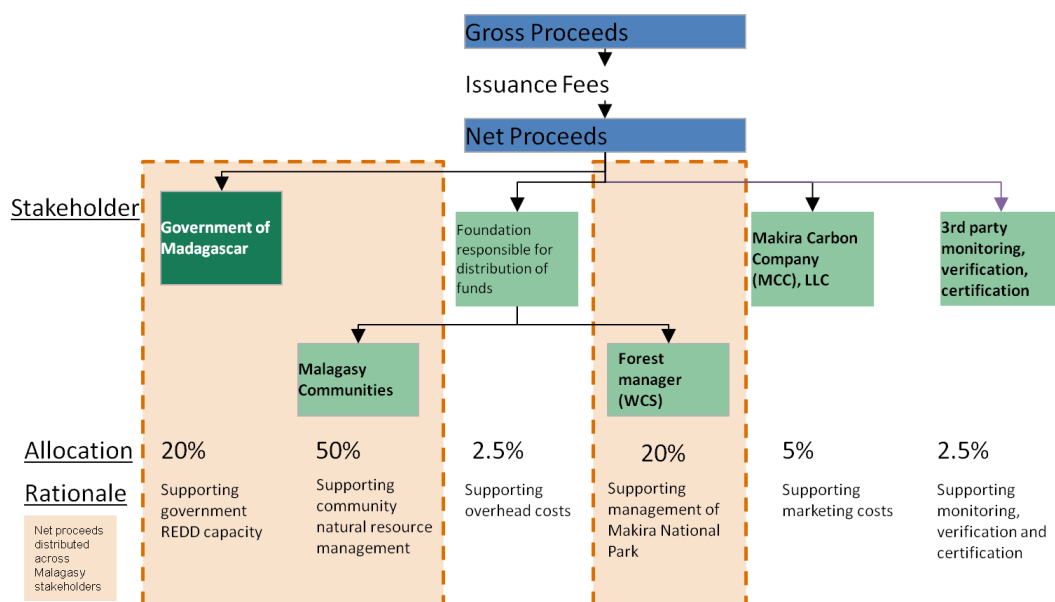 Gross Proceeds
Issuance Fees
Net Proceeds
Stakeholder
Government of
Madagascar
Foundation
responsible for
distribution of
funds
Makira Carbon
Company
(MCC), LLC
3rd party
monitoring,
verification,
certification
Malagasy
Communities
Forest
manager
(WCS)
Allocation
20%
50%
2.5%
20%
5%
2.5%
Rationale
Supporting
government
REDD capacity
Supporting
community
natural resource
management
Supporting
overhead costs
Supporting
management of
Makira National
Park
Supporting
marketing costs
Supporting
monitoring,
verification and
certification
Net proceeds
distributed
across
Malagasy
stakeholders